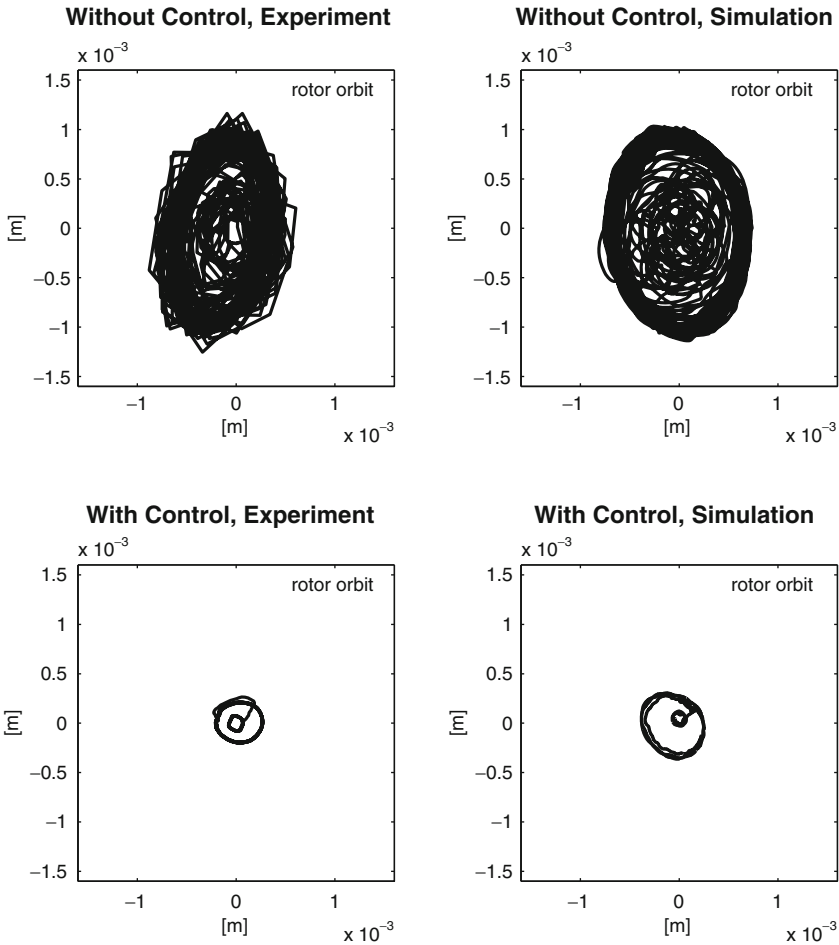 Without Control, Experiment
x 10⁻³
1.5
1
0.5
0
−0.5
−1
−1.5
[m]
rotor orbit
−1 0 1
[m]
x 10⁻³
Without Control, Simulation
x 10⁻³
1.5
1
0.5
0
−0.5
−1
−1.5
[m]
rotor orbit
−1 0 1
[m]
x 10⁻³
With Control, Experiment
x 10⁻³
1.5
1
0.5
0
−0.5
−1
−1.5
[m]
rotor orbit
−1 0 1
[m]
x 10⁻³
With Control, Simulation
x 10⁻³
1.5
1
0.5
0
−0.5
−1
−1.5
[m]
rotor orbit
−1 0 1
[m]
x 10⁻³